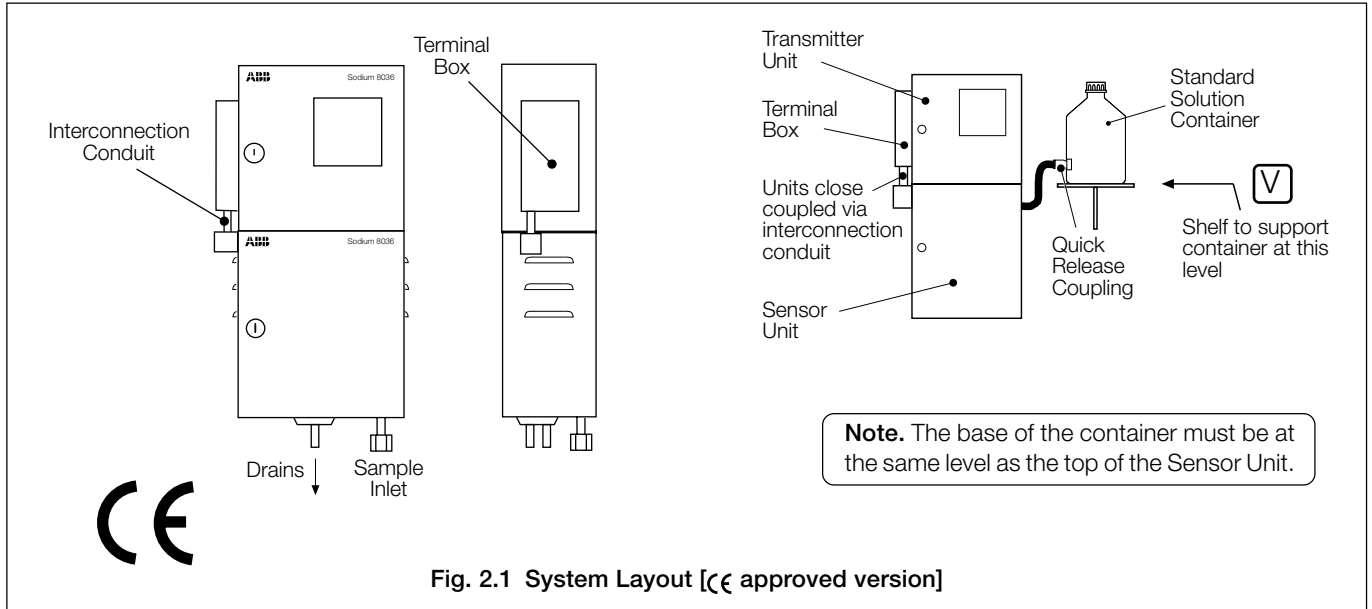 Terminal
Box
Interconnection
Conduit
ABB Sodium 8036
ABB Sodium 8036
Drains
Sample
Inlet
CE
Transmitter
Unit
Terminal
Box
Units close
coupled via
interconnection
conduit
Sensor
Unit
Standard
Solution
Container
V
Shelf to support
container at this
level
Quick
Release
Coupling
Note. The base of the container must be at
the same level as the top of the Sensor Unit.
Fig. 2.1 System Layout [CE approved version]